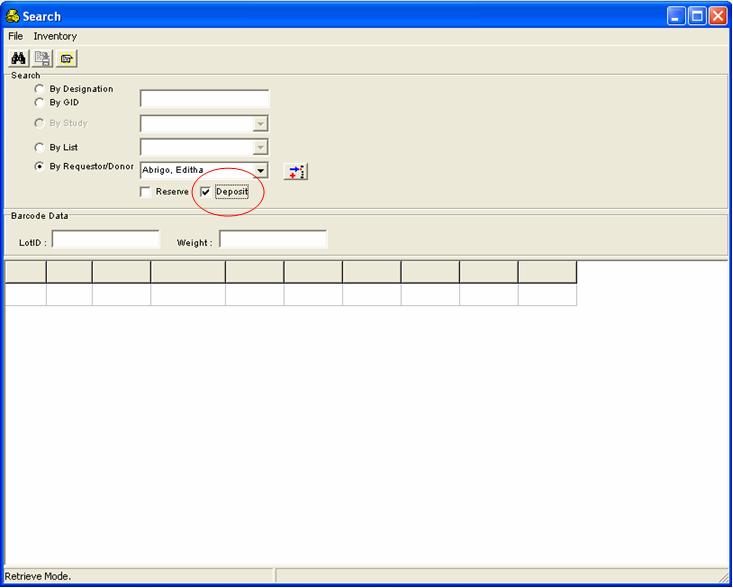 Search
File Inventory
Search
By Designation
By GID
By Study
By List
By Requestor/Donor Abrigo, Editha
Reserve Deposit
Barcode Data
LotID : Weight :
Retrieve Mode.